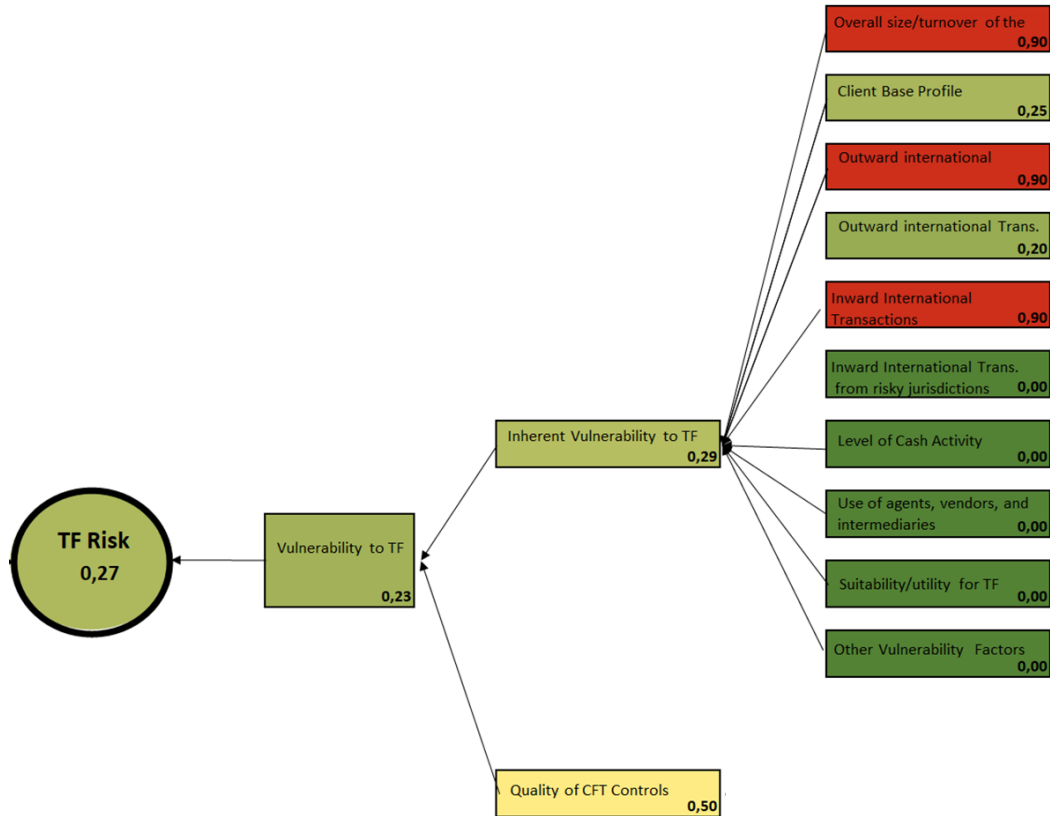 Overall size/turnover of the
0,90
Client Base Profile
0,25
Outward international
0,90
Outward international Trans.
0,20
Inward International
Transactions
0,90
Inward International Trans.
from risky jurisdictions
0,00
Inherent Vulnerability to TF
0,29
Level of Cash Activity
0,00
Use of agents, vendors, and
intermediaries
0,00
TF Risk
0,27
Vulnerability to TF
0,23
Suitability/utility for TF
0,00
Other Vulnerability Factors
0,00
Quality of CFT Controls
0,50